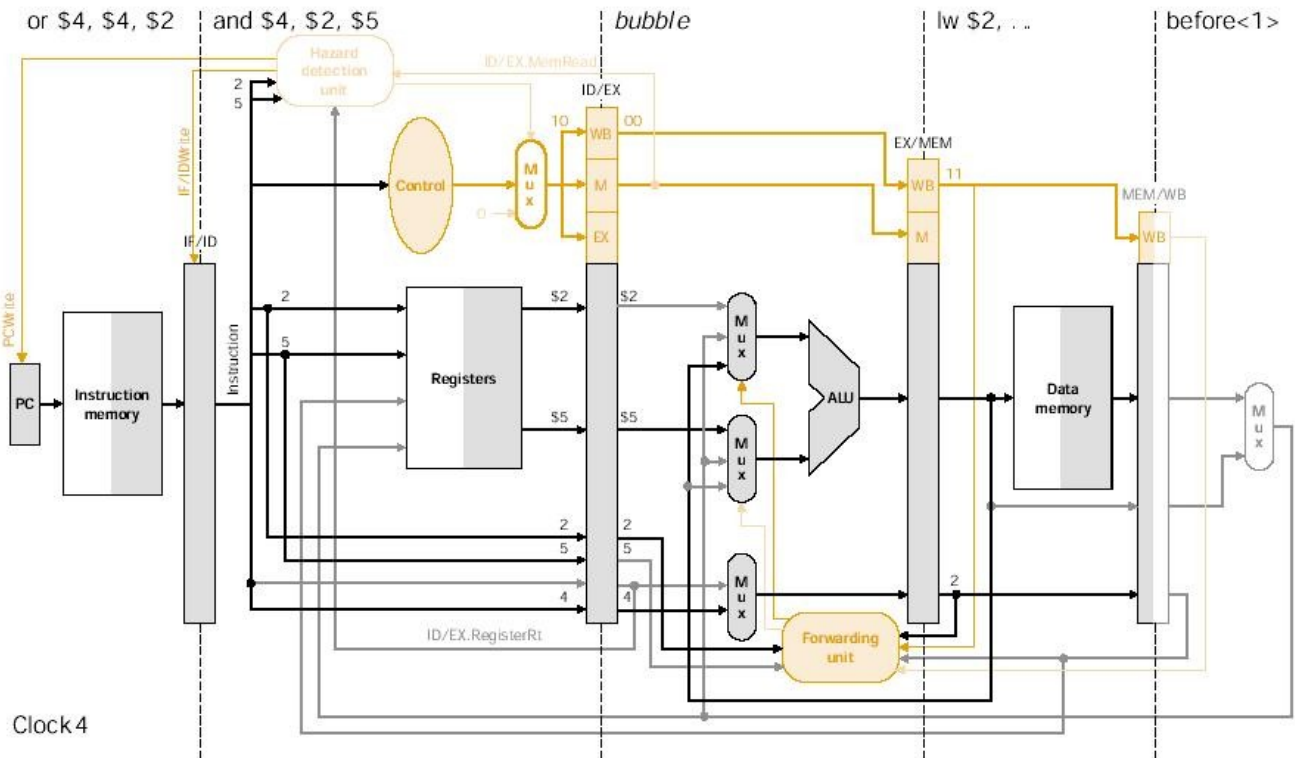 or $4, $4, $2
and $4, $2, $5
bubble
lw $2, . ..
before<1>
Hazard
detection
unit
ID/EX.MemRead
2
5
ID/EX
10
WB
00
EX/MEM
IF/IDWrite
Control
M
u
x
M
WB
11
MEM/WB
0
EX
M
WB
IF/ID
PCWrite
2
$2
$2
M
u
x
Instruction
5
Registers
ALU
Data
memory
PC
Instruction
memory
$5
$5
M
u
x
M
u
x
2
2
5
5
M
u
x
2
4
4
ID/EX.RegisterRt
Forwarding
unit
Clock 4